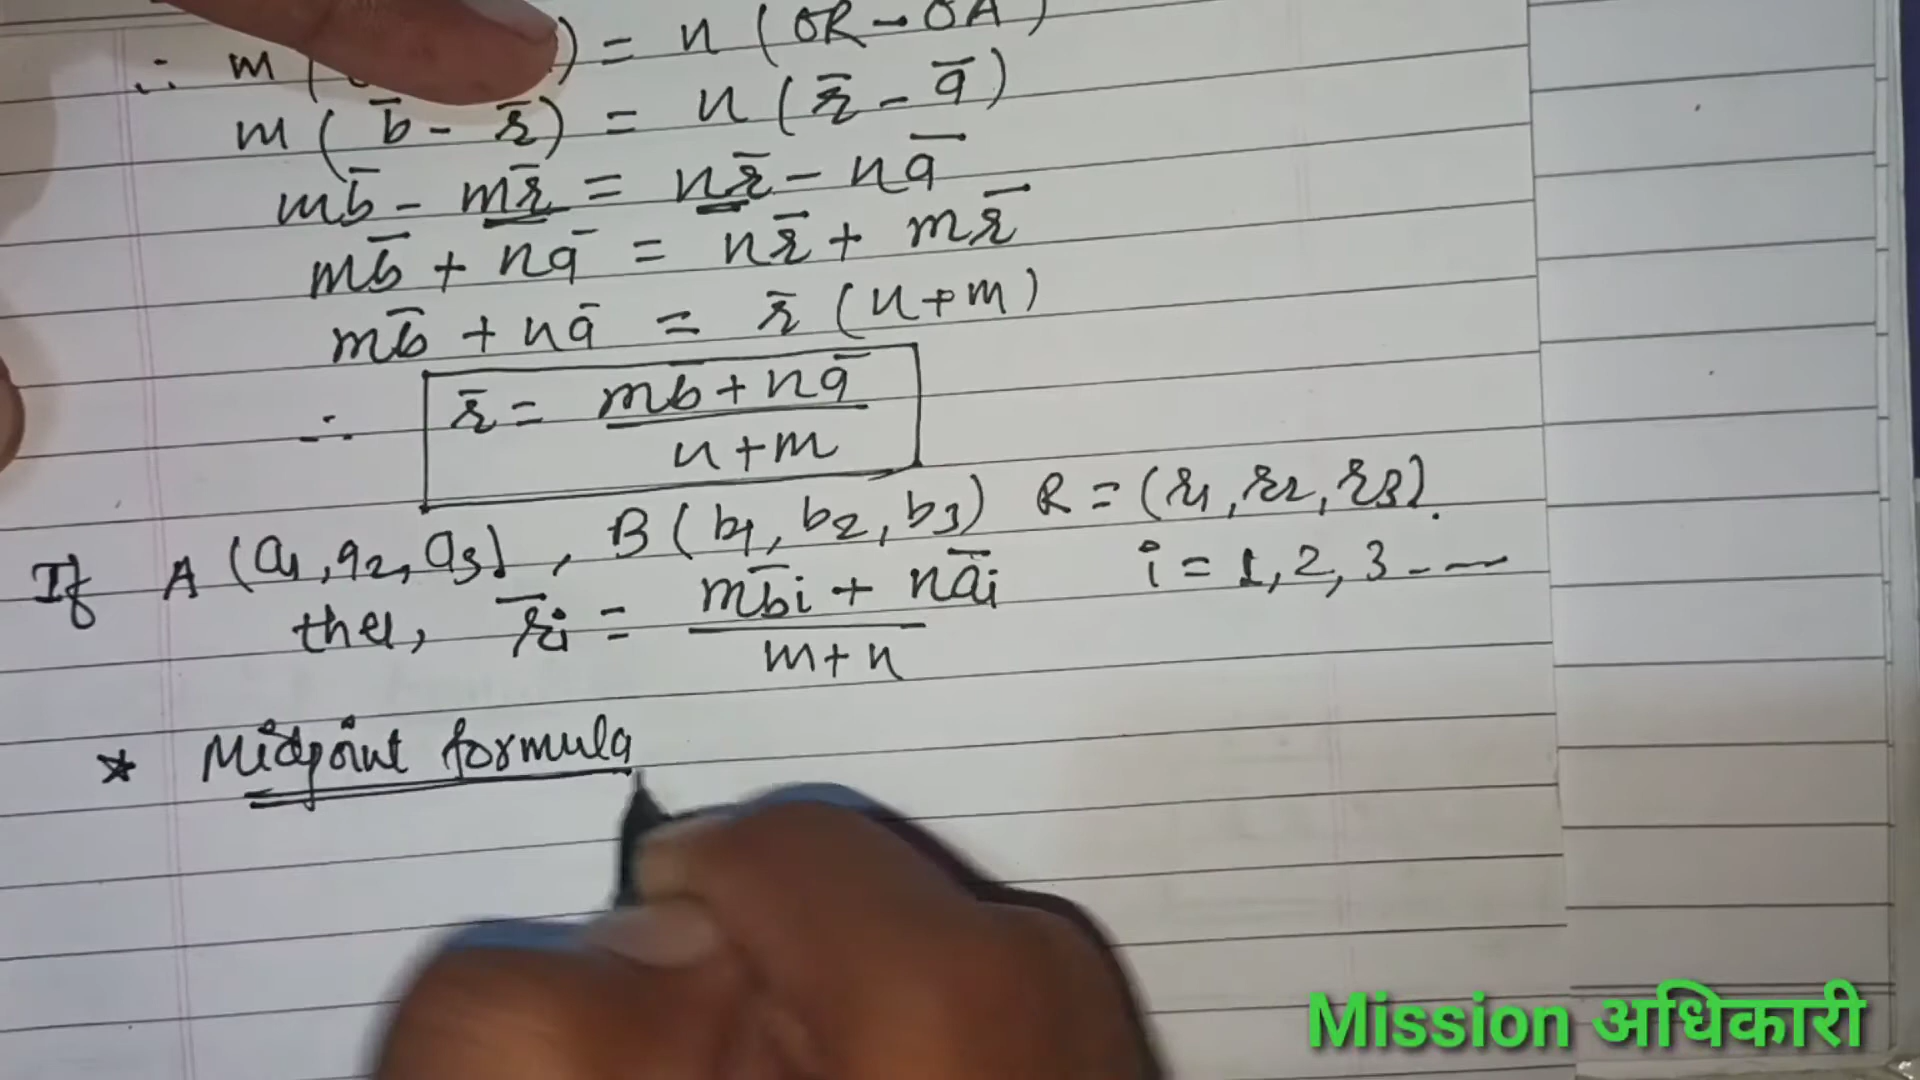 ∴ m ( ) = n (OR - OA)
m ( b̄ - r̄ ) = n ( r̄ - ā )
mb̄ - mr̄ = nr̄ - nā
mb̄ + nā = nr̄ + mr̄
mb̄ + nā = r̄ (n+m)
∴ r̄ = mb̄ + nā / n+m
If A (a1, a2, a3), B (b1, b2, b3) R = (r1, r2, r3).
then, r̄i = mb̄i + nāi / m+n i = 1, 2, 3 ---
* Midpoint formula
Mission अधिकारी